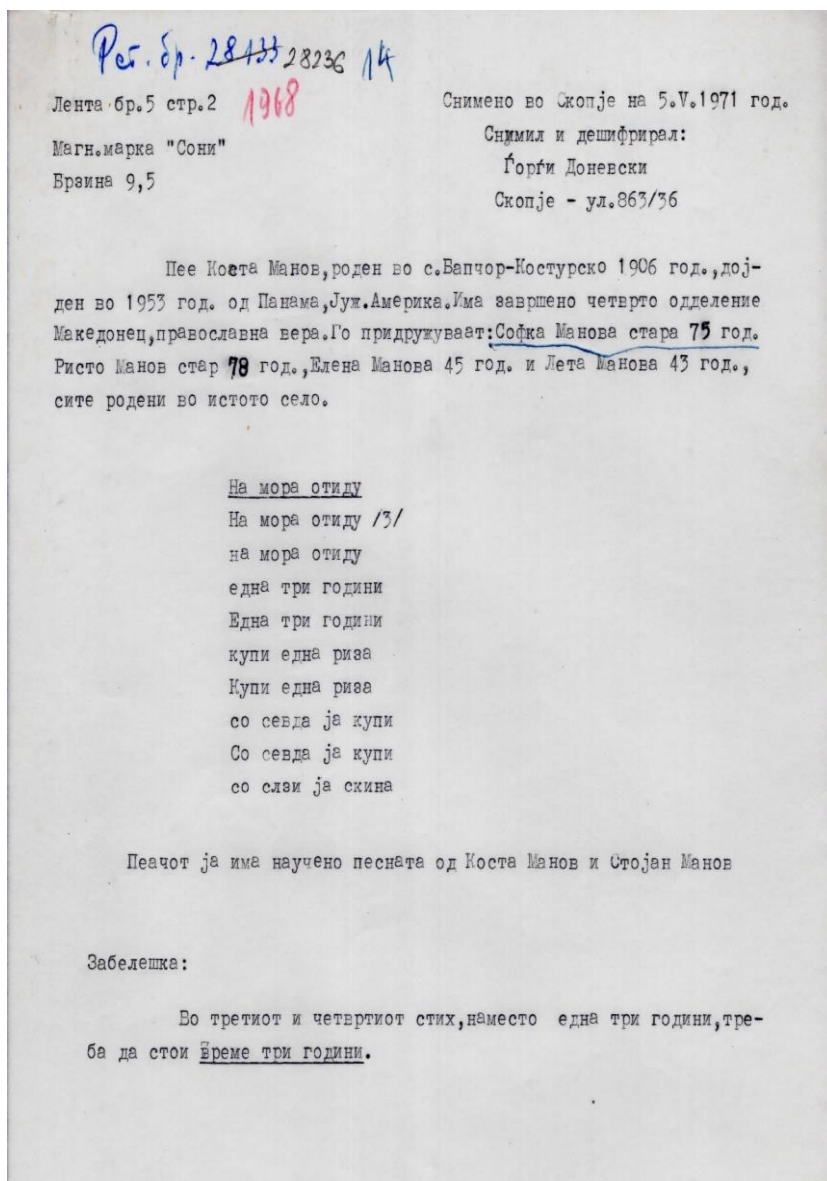 Рег. бр. 28133 28236 14
Лента бр.5 стр.2 1968
Снимено во Скопје на 5.V.1971 год.
Магн.марка "Сони"
Снимил и дешифрирал:
Брзина 9,5
Ѓорѓи Доневски
Скопје - ул.863/36
Пее Коста Манов,роден во с.Вапчор-Костурско 1906 год.,дој-
ден во 1953 год. од Панама,Јуж.Америка.Има завршено четврто одделение
Македонец,православна вера.Го придружуваат:Софка Манова стара 75 год.
Ристо Манов стар 78 год.,Елена Манова 45 год. и Лета Манова 43 год.,
сите родени во истото село.
На мора отиду
На мора отиду /3/
на мора отиду
една три години
Една три години
купи една риза
Купи една риза
со севда ја купи
Со севда ја купи
со слзи ја скина
Пеачот ја има научено песната од Коста Манов и Стојан Манов
Забелешка:
Во третиот и четвртиот стих,наместо една три години,тре-
ба да стои време три години.